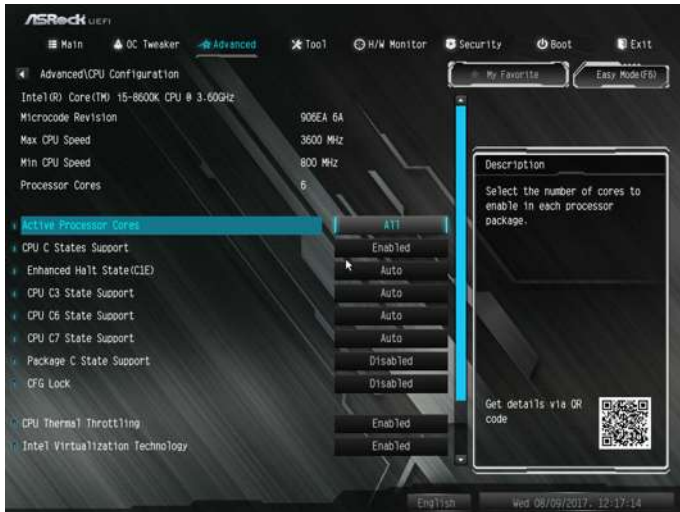 ASRock UEFI
Main OC Tweaker Advanced Tool H/W Monitor Security Boot Exit
Advanced\CPU Configuration
My Favorite Easy Mode(F6)
Intel(R) Core(TM) i5-8600K CPU @ 3.60GHz
Microcode Revision 906EA 6A
Max CPU Speed 3600 MHz
Min CPU Speed 800 MHz
Processor Cores 6
Active Processor Cores All
CPU C States Support Enabled
Enhanced Halt State(C1E) Auto
CPU C3 State Support Auto
CPU C6 State Support Auto
CPU C7 State Support Auto
Package C State Support Disabled
CFG Lock Disabled
CPU Thermal Throttling Enabled
Intel Virtualization Technology Enabled
Description
Select the number of cores to
enable in each processor
package.
Get details via QR
code
English Wed 08/09/2017, 12:17:14